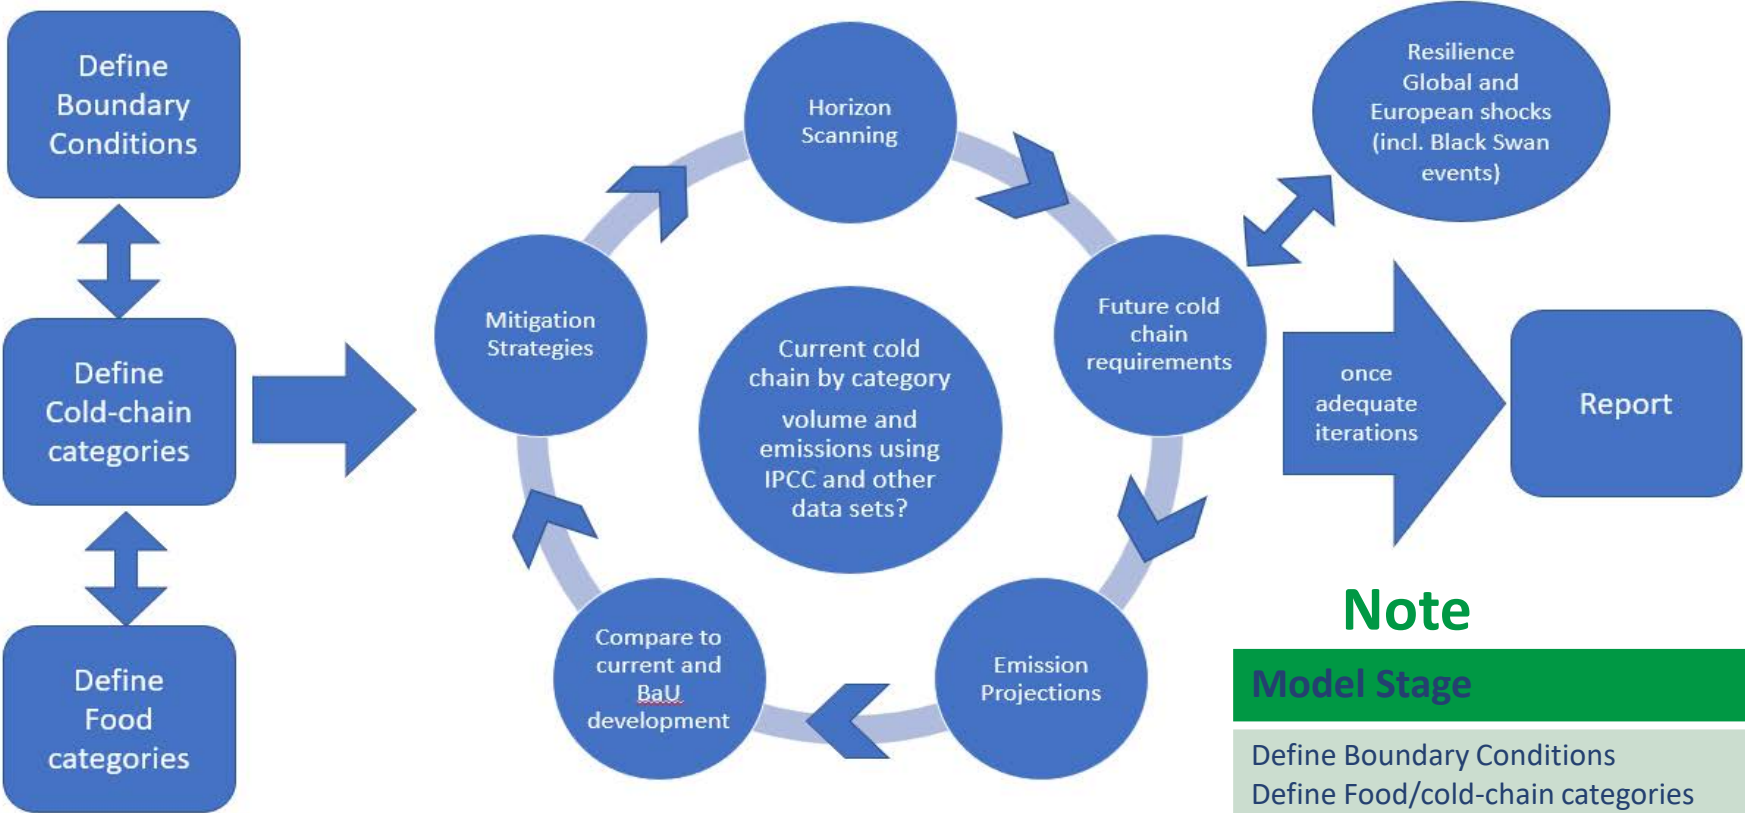 Define
Boundary
Conditions
Define
Cold-chain
categories
Define
Food
categories
Horizon
Scanning
Mitigation
Strategies
Current cold
chain by category
volume and
emissions using
IPCC and other
data sets?
Future cold
chain
requirements
Compare to
current and
BaU
development
Emission
Projections
Resilience
Global and
European shocks
(incl. Black Swan
events)
once
adequate
iterations
Report
Note
Model Stage
Define Boundary Conditions
Define Food/cold-chain categories